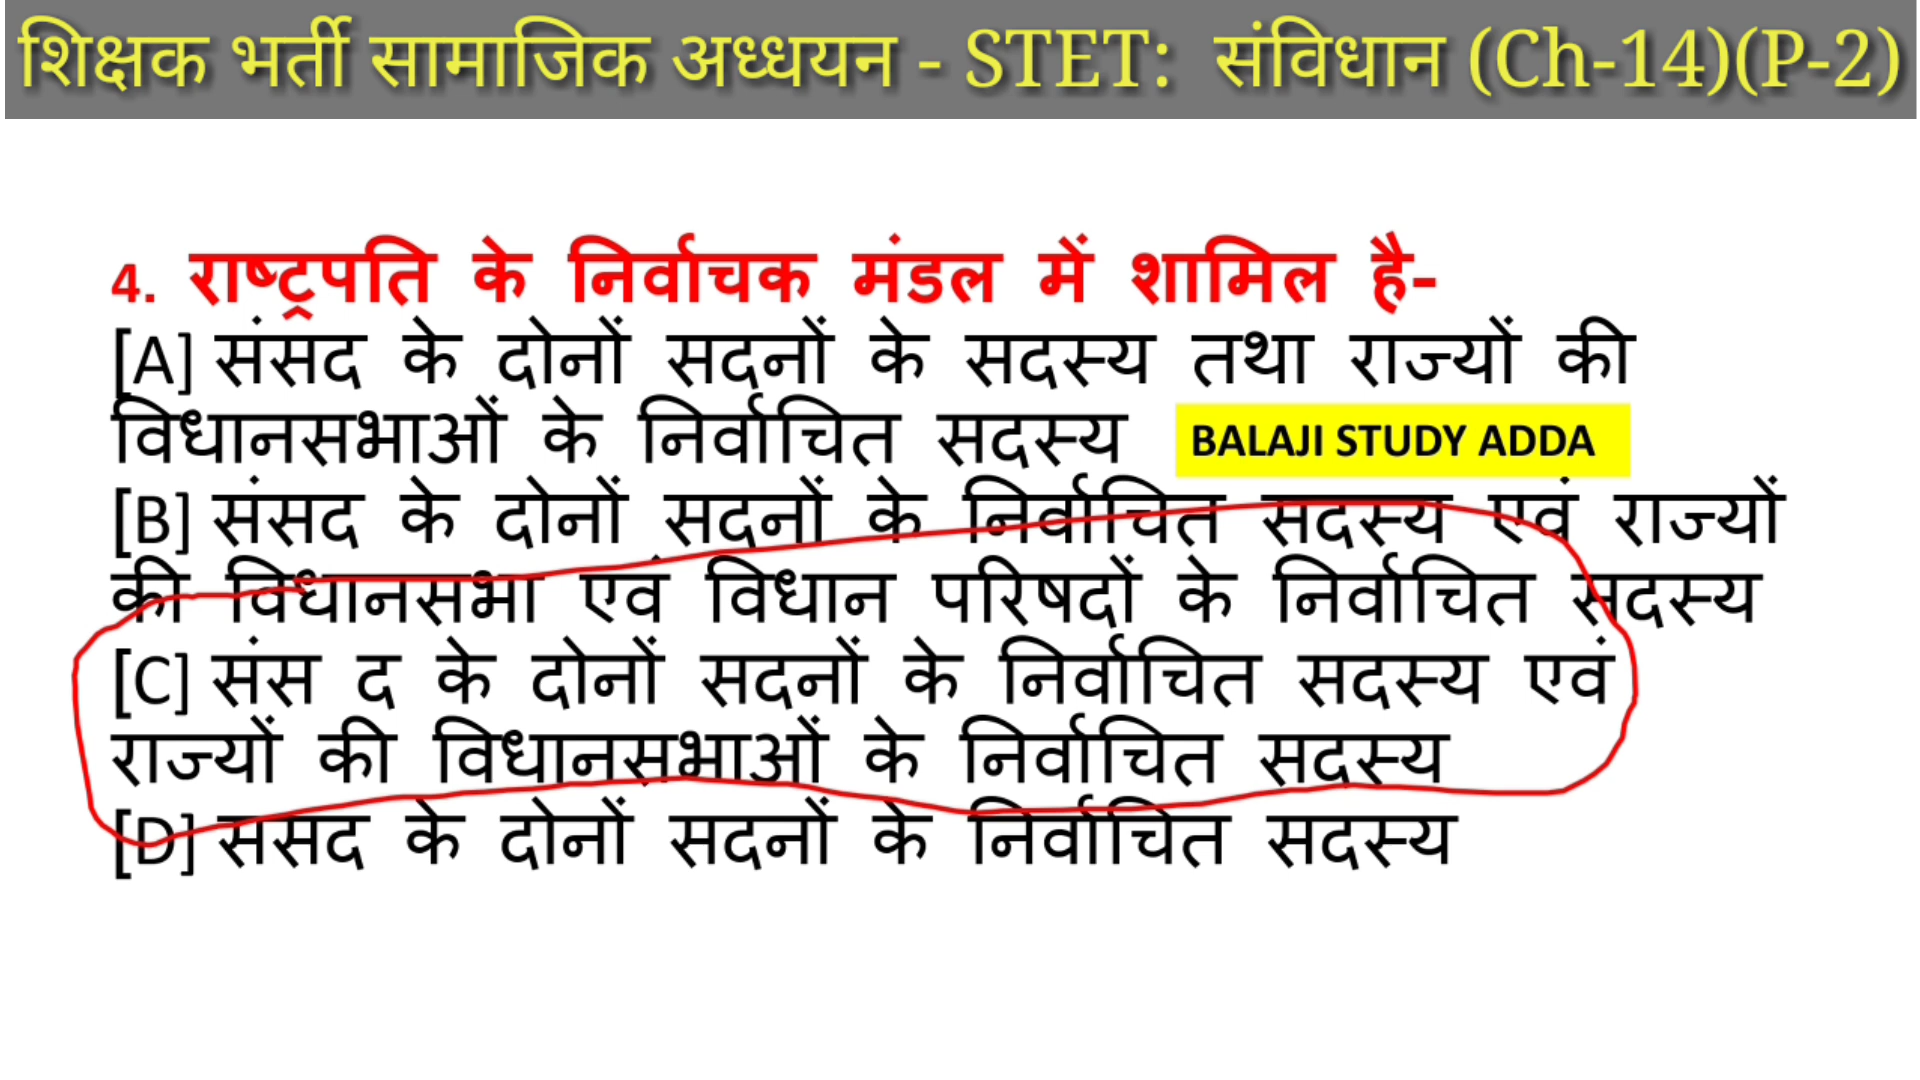 शिक्षक भर्ती सामाजिक अध्धयन - STET: संविधान (Ch-14)(P-2)
4. राष्ट्रपति के निर्वाचक मंडल में शामिल है-
[A] संसद के दोनों सदनों के सदस्य तथा राज्यों की
विधानसभाओं के निर्वाचित सदस्य
BALAJI STUDY ADDA
[B] संसद के दोनों सदनों के निर्वाचित सदस्य एवं राज्यों
की विधानसभा एवं विधान परिषदों के निर्वाचित सदस्य
[C] संस द के दोनों सदनों के निर्वाचित सदस्य एवं
राज्यों की विधानसभाओं के निर्वाचित सदस्य
[D] संसद के दोनों सदनों के निर्वाचित सदस्य